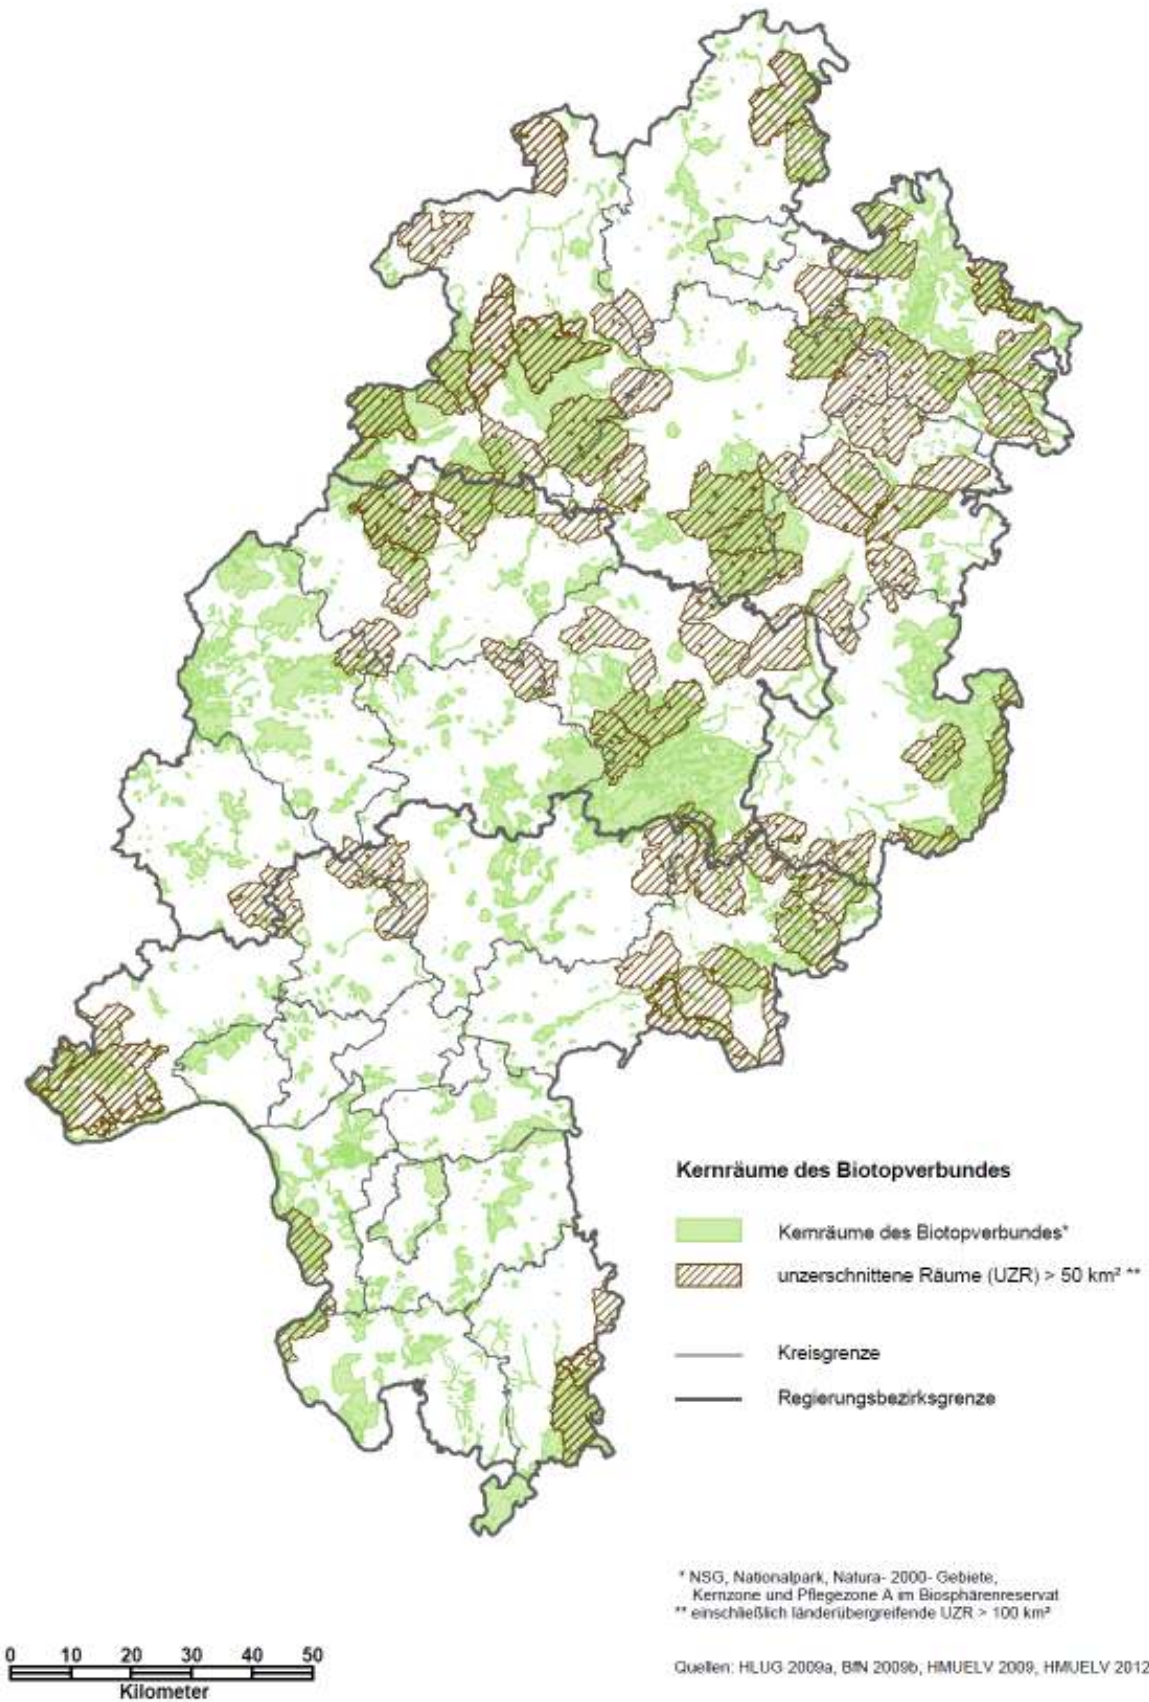 Kernräume des Biotopverbundes
Kernräume des Biotopverbundes*
unzerschnittene Räume (UZR) > 50 km² **
Kreisgrenze
Regierungsbezirksgrenze
* NSG, Nationalpark, Natura- 2000- Gebiete,
Kernzone und Pflegezone A im Biosphärenreservat
** einschließlich länderübergreifende UZR > 100 km²
0 10 20 30 40 50
Kilometer
Quellen: HLUG 2009a, BfN 2009b, HMUELV 2009, HMUELV 2012